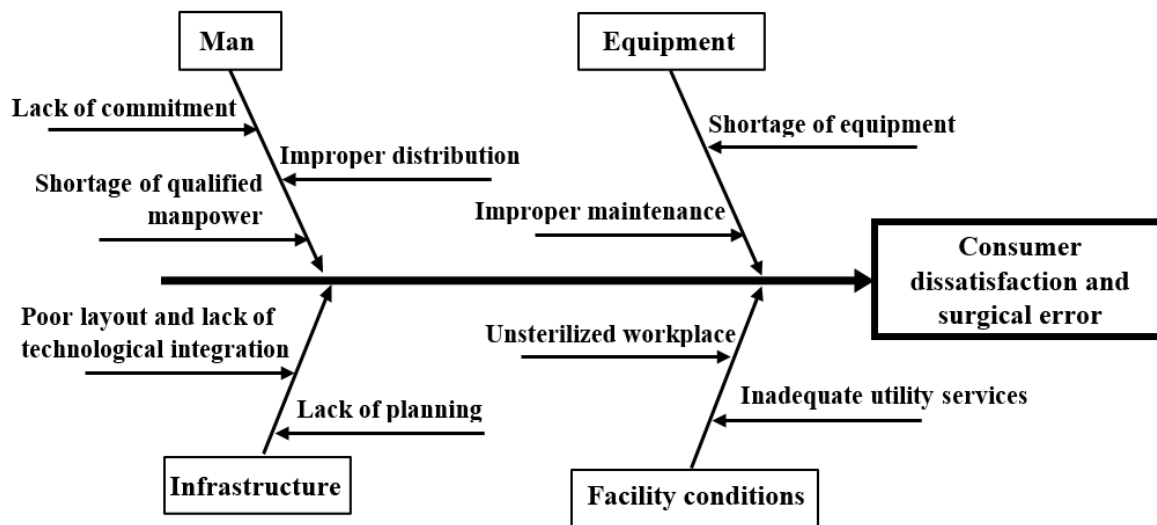 Man
Equipment
Lack of commitment
Shortage of equipment
Improper distribution
Shortage of qualified
manpower
Improper maintenance
Consumer
dissatisfaction and
surgical error
Poor layout and lack of
technological integration
Unsterilized workplace
Lack of planning
Inadequate utility services
Infrastructure
Facility conditions